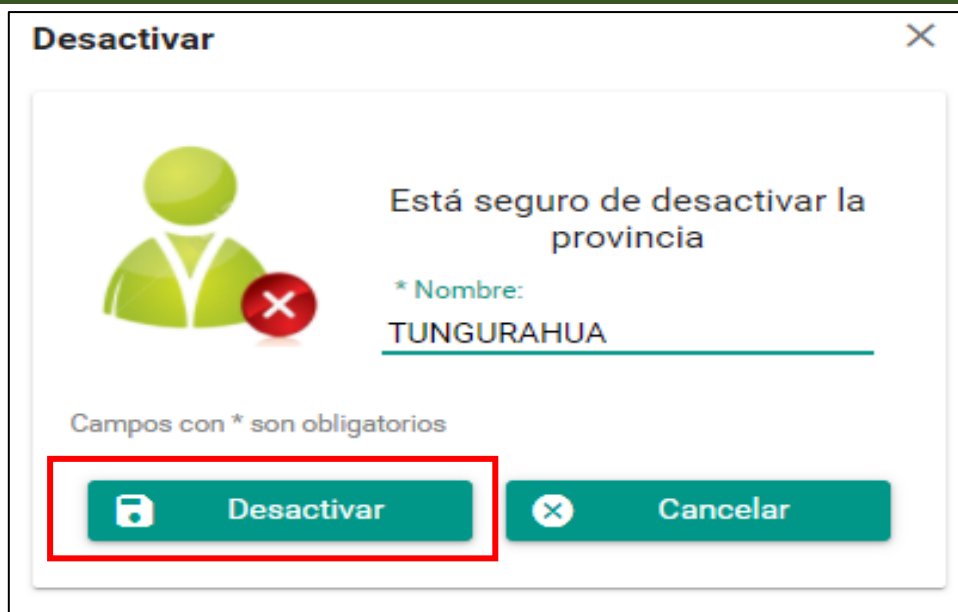 Desactivar
Está seguro de desactivar la
provincia
* Nombre:
TUNGURAHUA
Campos con * son obligatorios
Desactivar
Cancelar